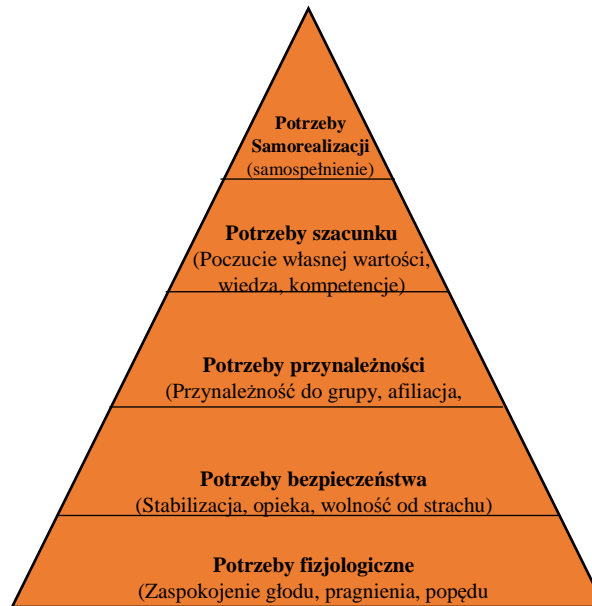 Potrzeby
Samorealizacji
(samospełnienie)
Potrzeby szacunku
(Poczucie własnej wartości,
wiedza, kompetencje)
Potrzeby przynależności
(Przynależność do grupy, afiliacja,
Potrzeby bezpieczeństwa
(Stabilizacja, opieka, wolność od strachu)
Potrzeby fizjologiczne
(Zaspokojenie głodu, pragnienia, popędu